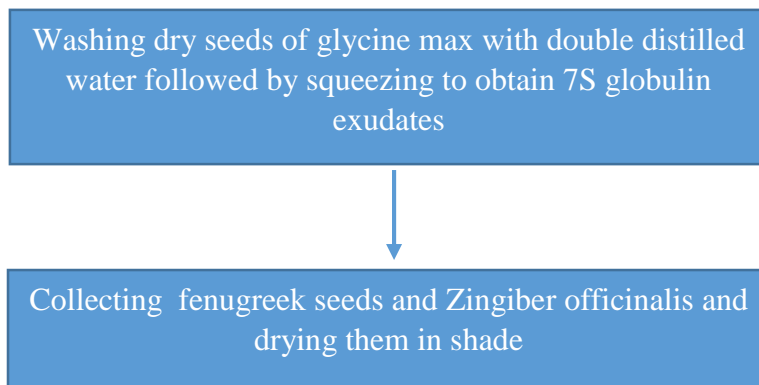 Washing dry seeds of glycine max with double distilled
water followed by squeezing to obtain 7S globulin
exudates
Collecting  fenugreek seeds and Zingiber officinalis and
drying them in shade